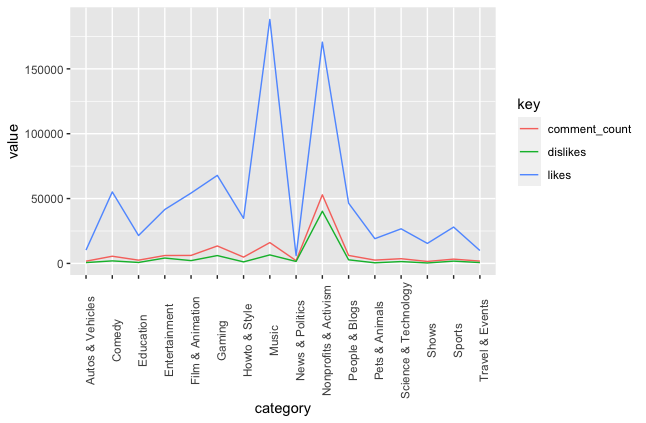 150000
100000
50000
0
value
Autos & Vehicles
Comedy
Education
Entertainment
Film & Animation
Gaming
Howto & Style
Music
News & Politics
Nonprofits & Activism
People & Blogs
Pets & Animals
Science & Technology
Shows
Sports
Travel & Events
category
key
comment_count
dislikes
likes